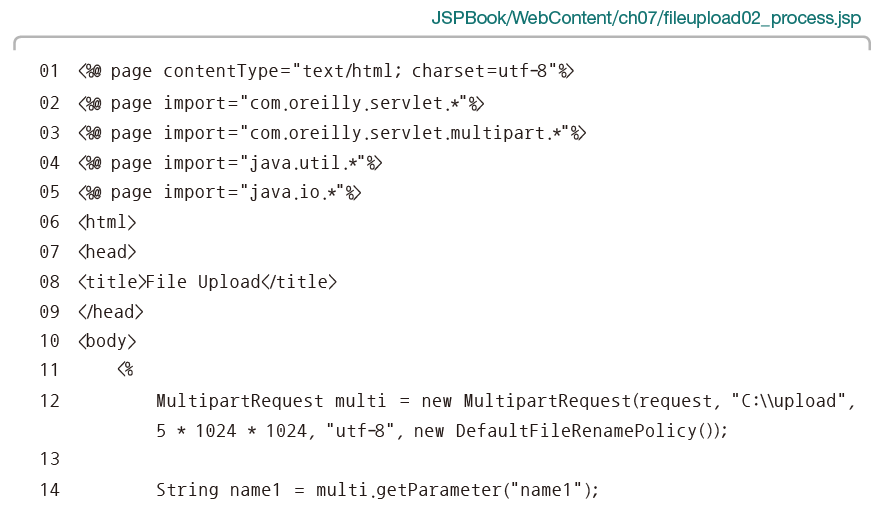 JSPBook/WebContent/ch07/fileupload02_process.jsp
01 <%@ page contentType="text/html; charset=utf-8"%>
02 <%@ page import="com.oreilly.servlet.*"%>
03 <%@ page import="com.oreilly.servlet.multipart.*"%>
04 <%@ page import="java.util.*"%>
05 <%@ page import="java.io.*"%>
06 <html>
07 <head>
08 <title>File Upload</title>
09 </head>
10 <body>
11 <%
12 MultipartRequest multi = new MultipartRequest(request, "C:\\upload",
5 * 1024 * 1024, "utf-8", new DefaultFileRenamePolicy());
13
14 String name1 = multi.getParameter("name1");